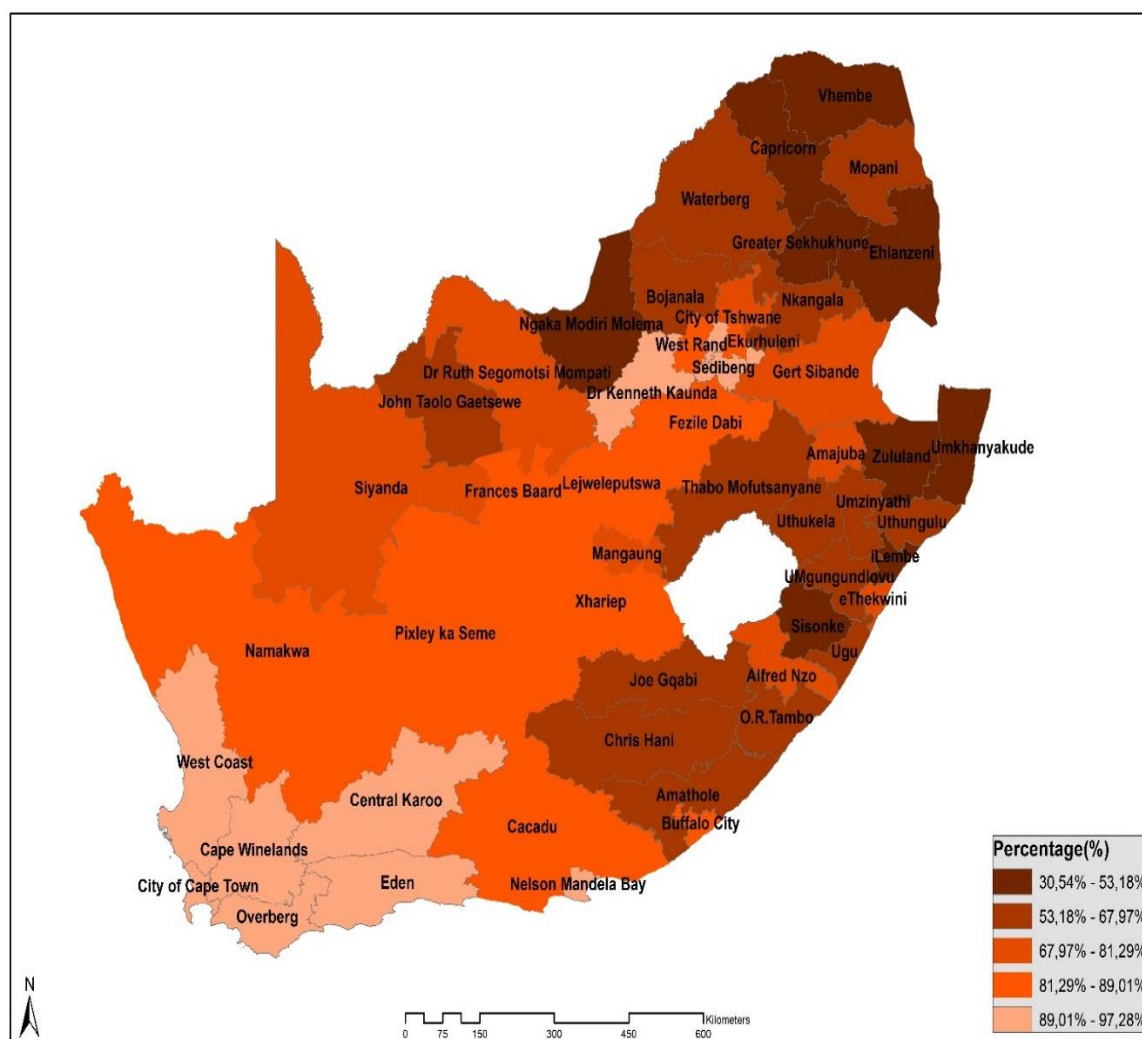 Vhembe
Capricorn
Mopani
Waterberg
Greater Sekhukhune
Ehlanzeni
Bojanala
Nkangala
City of Tshwane
Ngaka Modiri Molema
West Rand
Ekurhuleni
Sedibeng
Gert Sibande
Dr Ruth Segomotsi Mompati
Dr Kenneth Kaunda
John Taolo Gaetsewe
Fezile Dabi
Amajuba
Zululand
Umkhanyakude
Siyanda
Frances Baard
Lejweleputswa
Thabo Mofutsanyane
Umzinyathi
Uthukela
Uthungulu
Mangaung
iLembe
UMgungundlovu
eThekwini
Xhariep
Sisonke
Pixley ka Seme
Namakwa
Ugu
Joe Gqabi
Alfred Nzo
O.R.Tambo
Chris Hani
West Coast
Central Karoo
Amathole
Buffalo City
Cacadu
Cape Winelands
City of Cape Town
Eden
Nelson Mandela Bay
Overberg
Percentage(%)
30,54% - 53,18%
53,18% - 67,97%
67,97% - 81,29%
81,29% - 89,01%
89,01% - 97,28%
N
Kilometers
0 75 150 300 450 600